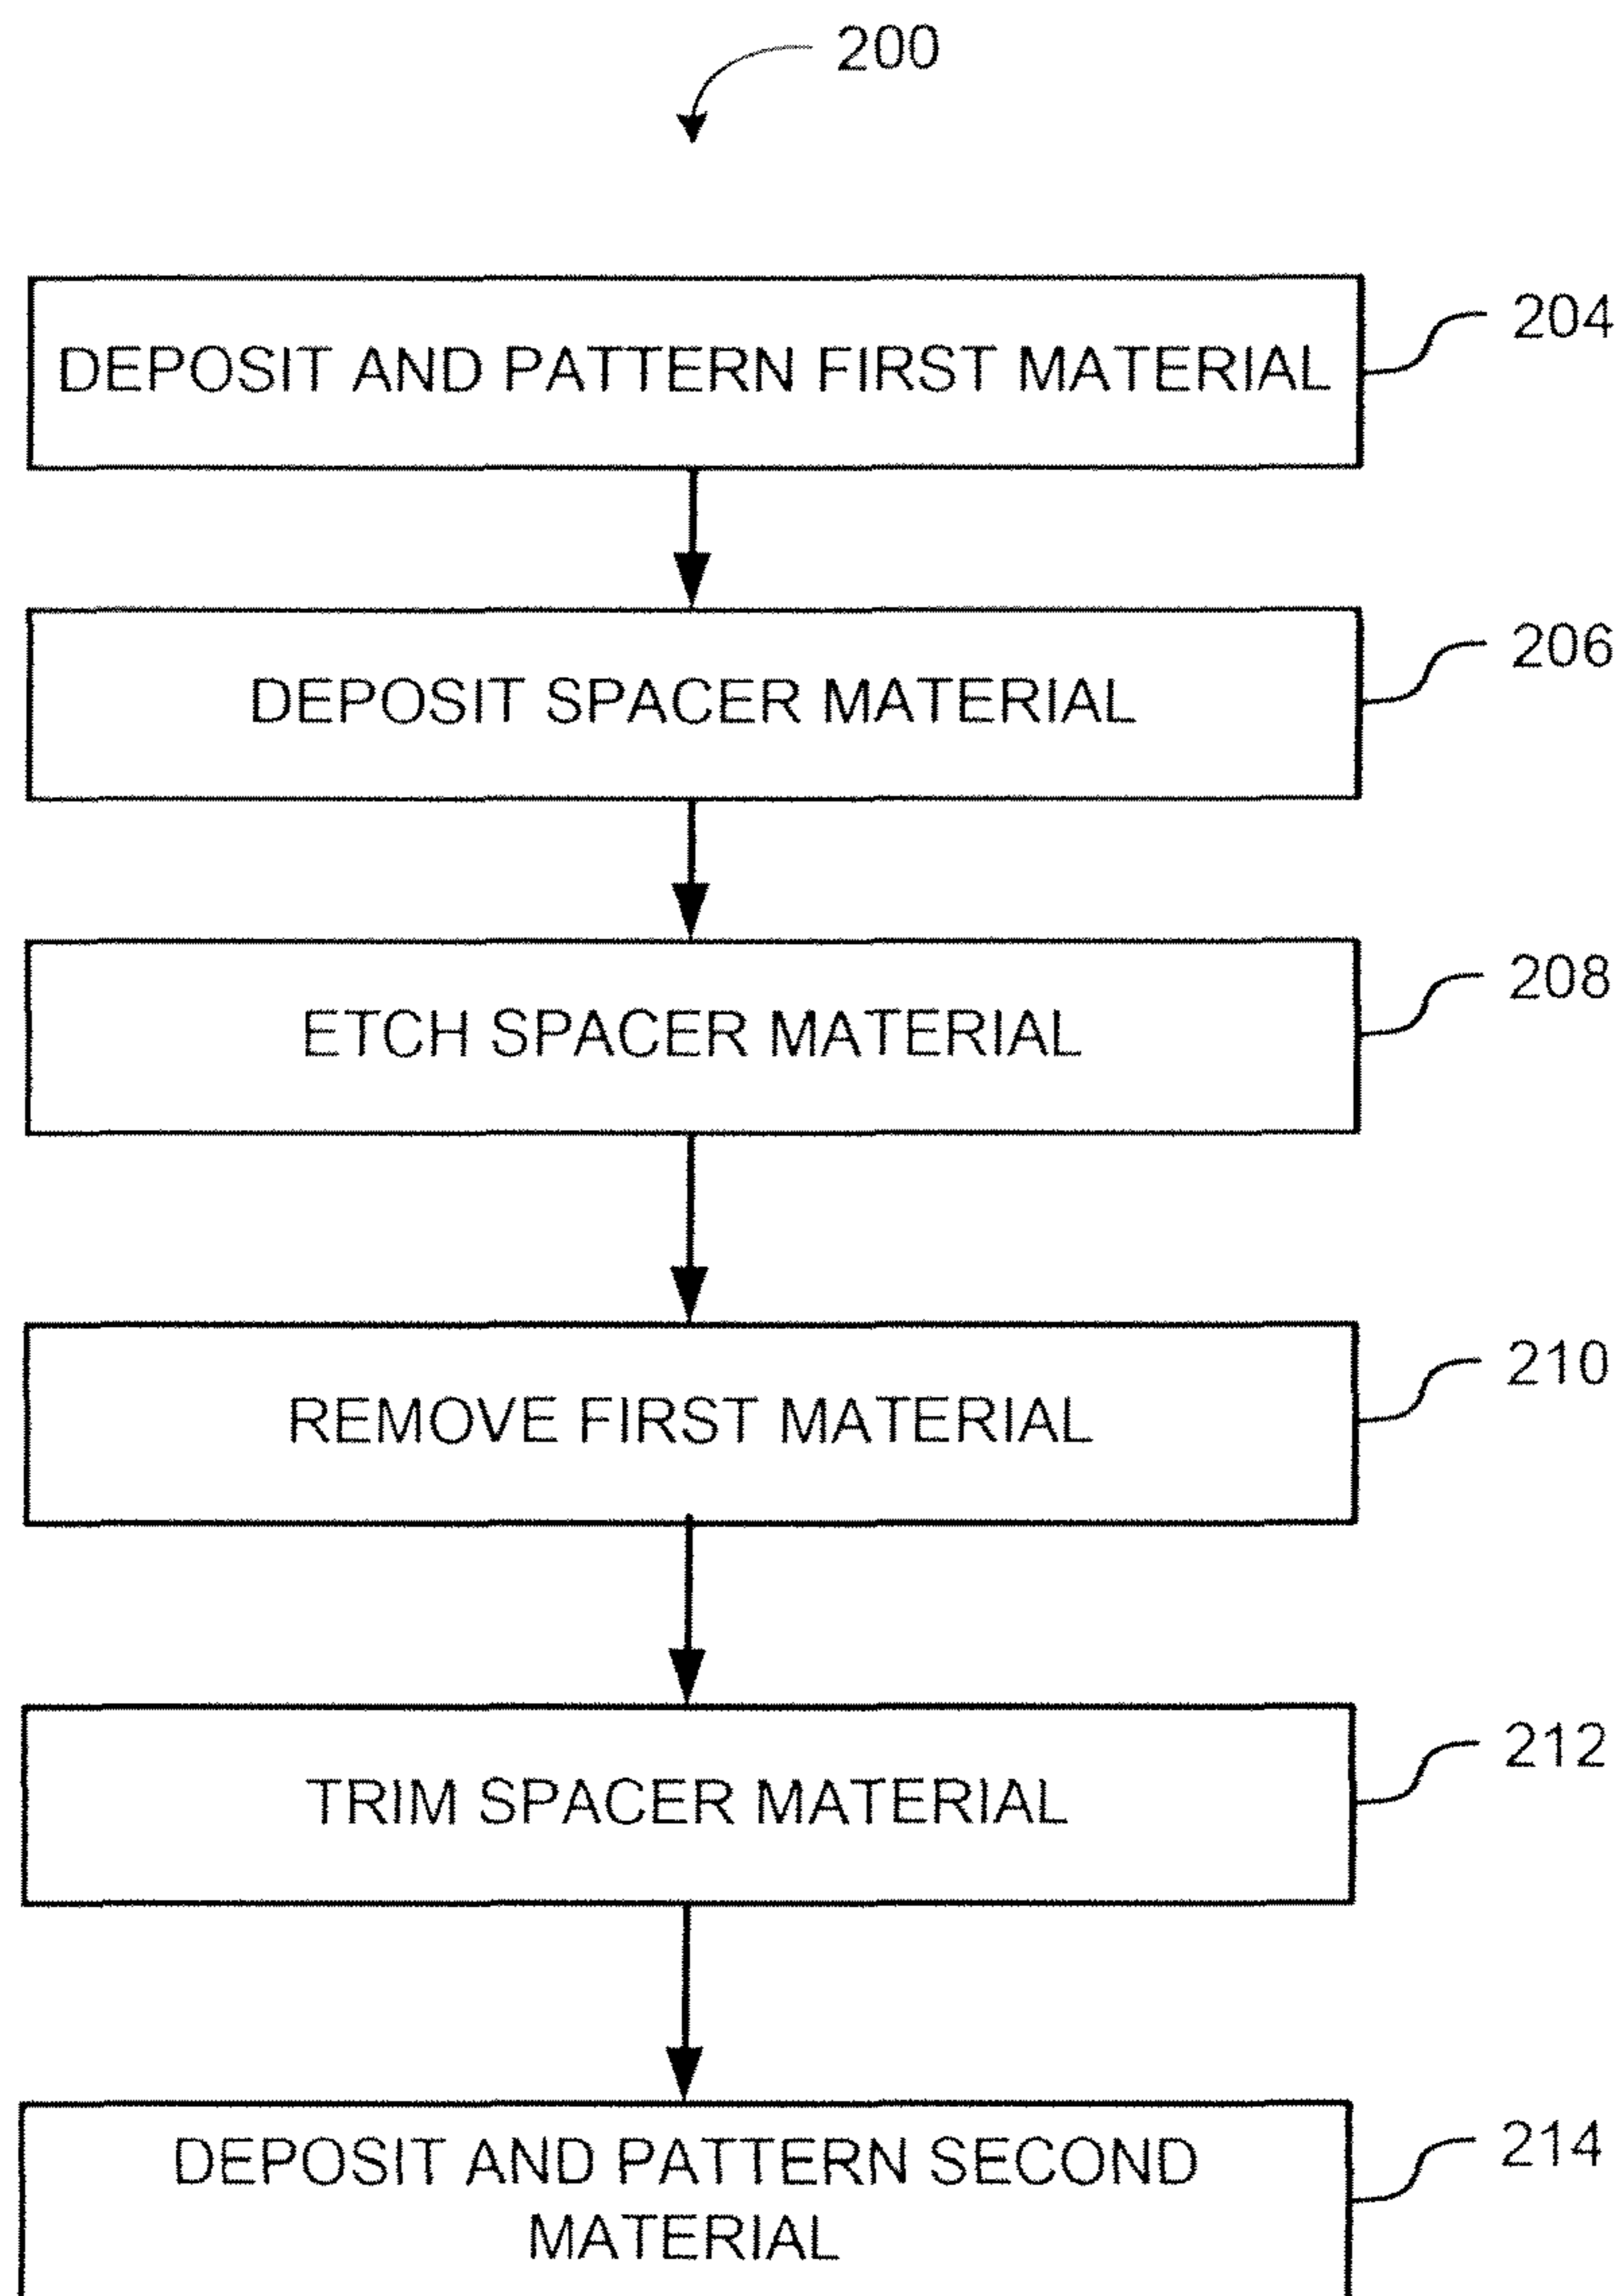 200
DEPOSIT AND PATTERN FIRST MATERIAL
204
DEPOSIT SPACER MATERIAL
206
ETCH SPACER MATERIAL
208
REMOVE FIRST MATERIAL
210
TRIM SPACER MATERIAL
212
DEPOSIT AND PATTERN SECOND
MATERIAL
214